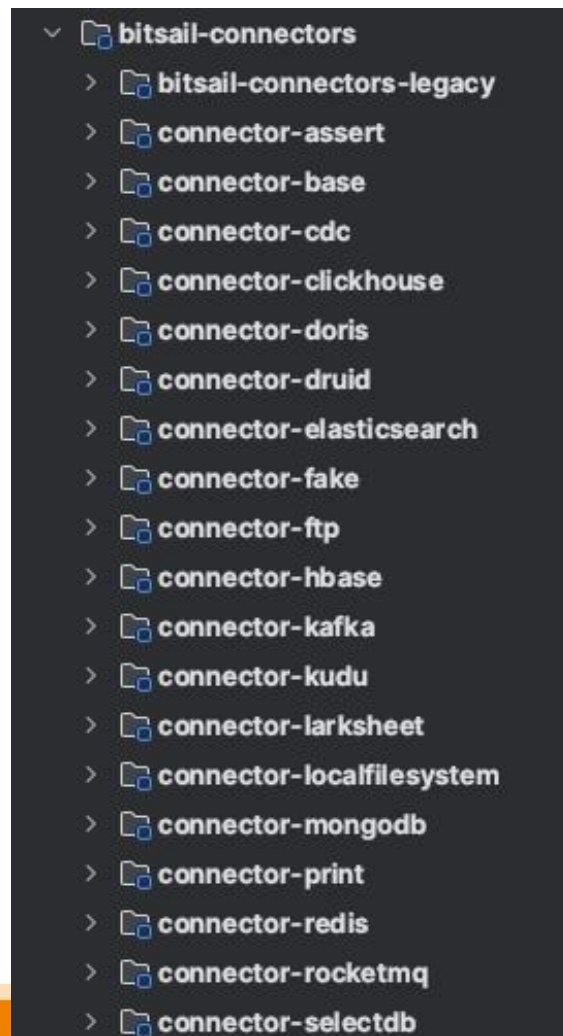 bitsail-connectors
bitsail-connectors-legacy
connector-assert
connector-base
connector-cdc
connector-clickhouse
connector-doris
connector-druid
connector-elasticsearch
connector-fake
connector-ftp
connector-hbase
connector-kafka
connector-kudu
connector-larksheet
connector-localfilesystem
connector-mongodb
connector-print
connector-redis
connector-rocketmq
connector-selectdb